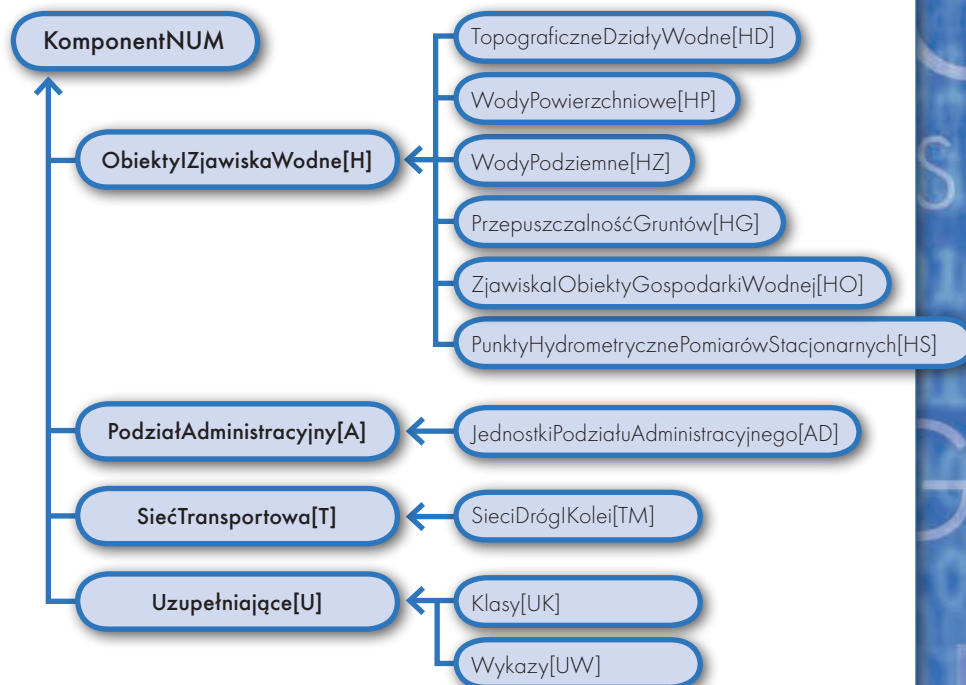 KomponentNUM
ObiektyIZjawiskaWodne[H]
TopograficzneDziałyWodne[HD]
WodyPowierzchniowe[HP]
WodyPodziemne[HZ]
PrzepuszczalnośćGruntów[HG]
ZjawiskaIObiektyGospodarkiWodnej[HO]
PunktyHydrometrycznePomiarówStacjonarnych[HS]
PodziałAdministracyjny[A]
JednostkiPodziałuAdministracyjnego[AD]
SiećTransportowa[T]
SieciDrógIKolei[TM]
Uzupełniające[U]
Klasy[UK]
Wykazy[UW]